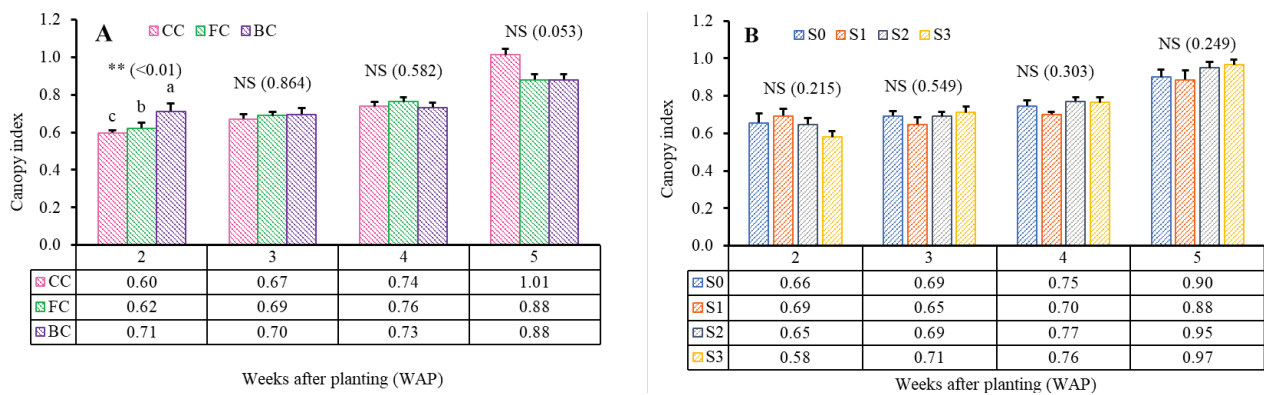 A
CC FC BC
Canopy index
1.2
1.0
0.8
0.6
0.4
0.2
0.0
** (<0.01)
c b a
NS (0.864)
NS (0.582)
NS (0.053)
2 3 4 5
CC 0.60 0.67 0.74 1.01
FC 0.62 0.69 0.76 0.88
BC 0.71 0.70 0.73 0.88
Weeks after planting (WAP)
B
S0 S1 S2 S3
Canopy index
1.2
1.0
0.8
0.6
0.4
0.2
0.0
NS (0.215)
NS (0.549)
NS (0.303)
NS (0.249)
2 3 4 5
S0 0.66 0.69 0.75 0.90
S1 0.69 0.65 0.70 0.88
S2 0.65 0.69 0.77 0.95
S3 0.58 0.71 0.76 0.97
Weeks after planting (WAP)